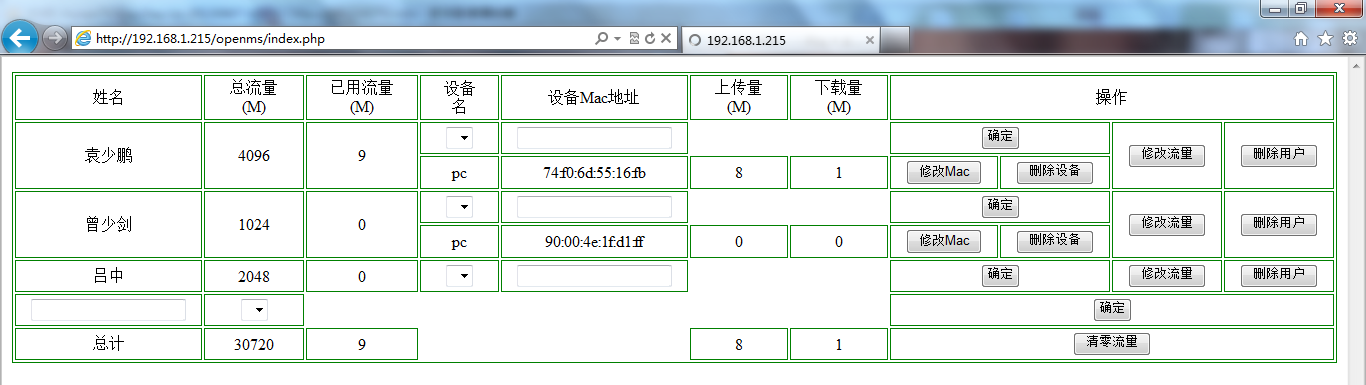 http://192.168.1.215/openms/index.php
192.168.1.215
姓名 总流量(M) 已用流量(M) 设备名 设备Mac地址 上传量(M) 下载量(M) 操作
袁少鹏 4096 9 确定 修改流量 删除用户
pc 74:f0:6d:55:16:fb 8 1 修改Mac 删除设备
曾少剑 1024 0 确定 修改流量 删除用户
pc 90:00:4e:1f:d1:ff 0 0 修改Mac 删除设备
吕中 2048 0 确定 修改流量 删除用户
确定
总计 30720 9 8 1 清零流量